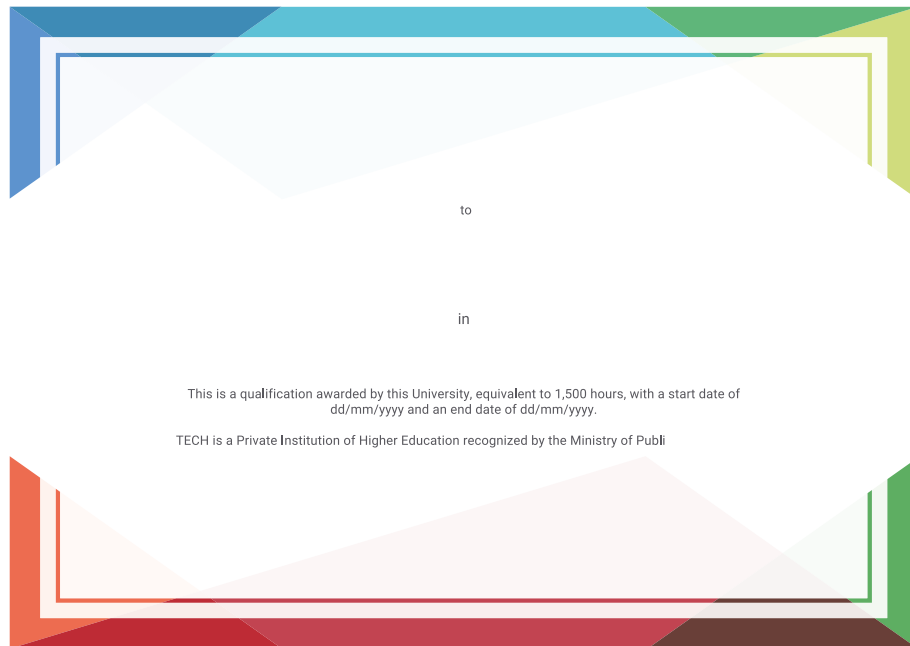 to
in
This is a qualification awarded by this University, equivalent to 1,500 hours, with a start date of
dd/mm/yyyy and an end date of dd/mm/yyyy.
TECH is a Private Institution of Higher Education recognized by the Ministry of Publi